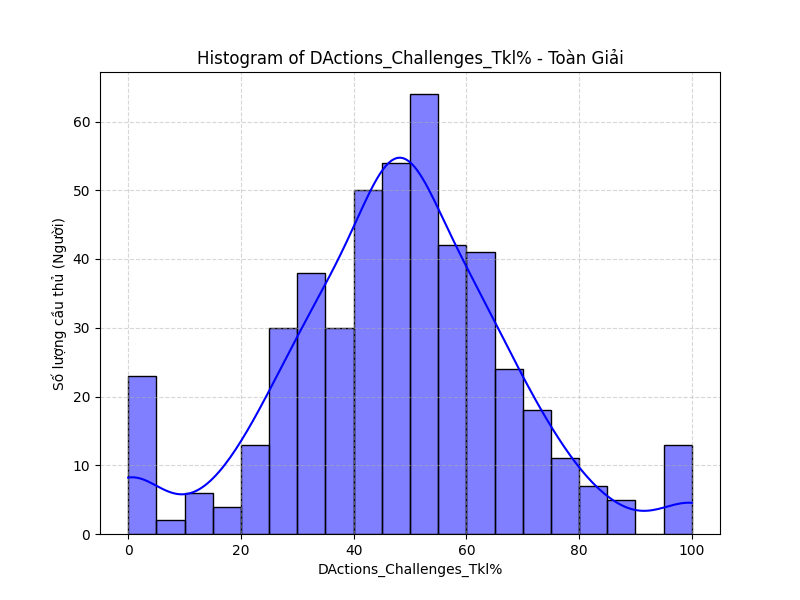 Histogram of DActions_Challenges_Tkl% - Toàn Giải
Số lượng cầu thủ (Người)
60
50
40
30
20
10
0
0 20 40 60 80 100
DActions_Challenges_Tkl%